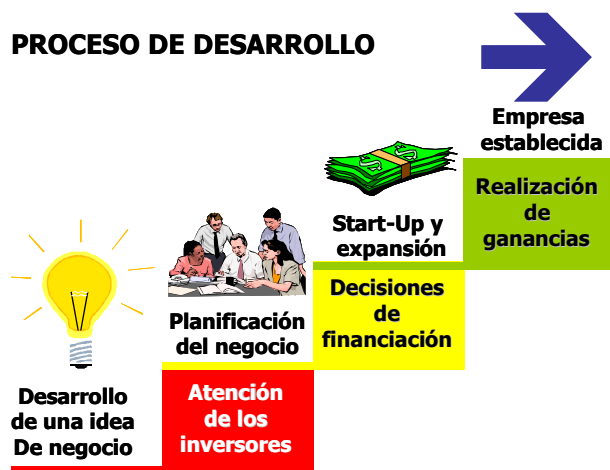 PROCESO DE DESARROLLO
Empresa
establecida
Realización
de
ganancias
Start-Up y
expansión
Decisiones
de
financiación
Planificación
del negocio
Atención
de los
inversores
Desarrollo
de una idea
De negocio